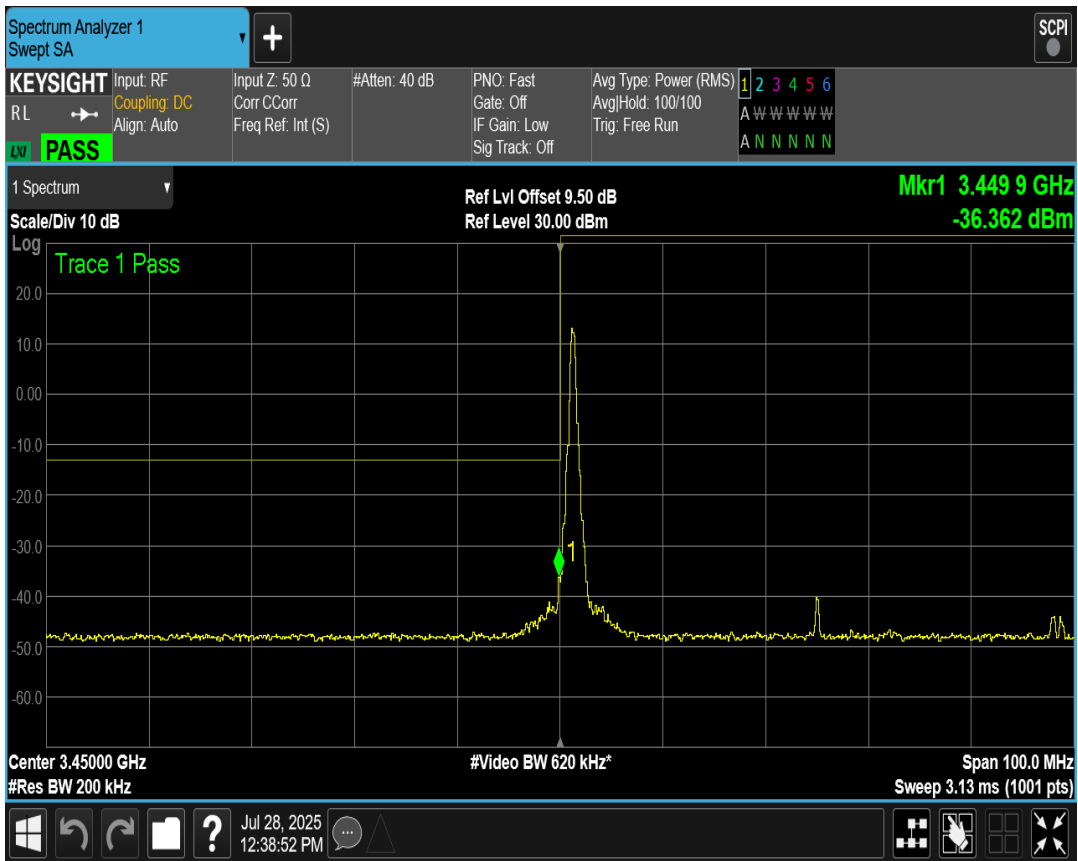 Spectrum Analyzer 1
Swept SA
SCPI
KEYSIGHT
R L
LXI PASS
Input: RF
Coupling: DC
Align: Auto
Input Z: 50 Ω
Corr CCorr
Freq Ref: Int (S)
#Atten: 40 dB
PNO: Fast
Gate: Off
IF Gain: Low
Sig Track: Off
Avg Type: Power (RMS)
Avg|Hold: 100/100
Trig: Free Run
1 2 3 4 5 6
A W W W W W
A N N N N N
1 Spectrum
Scale/Div 10 dB
Log
Ref Lvl Offset 9.50 dB
Ref Level 30.00 dBm
Mkr1 3.449 9 GHz
-36.362 dBm
Trace 1 Pass
20.0
10.0
0.00
-10.0
-20.0
-30.0
1
-40.0
-50.0
-60.0
Center 3.45000 GHz
#Res BW 200 kHz
#Video BW 620 kHz*
Span 100.0 MHz
Sweep 3.13 ms (1001 pts)
Jul 28, 2025
12:38:52 PM